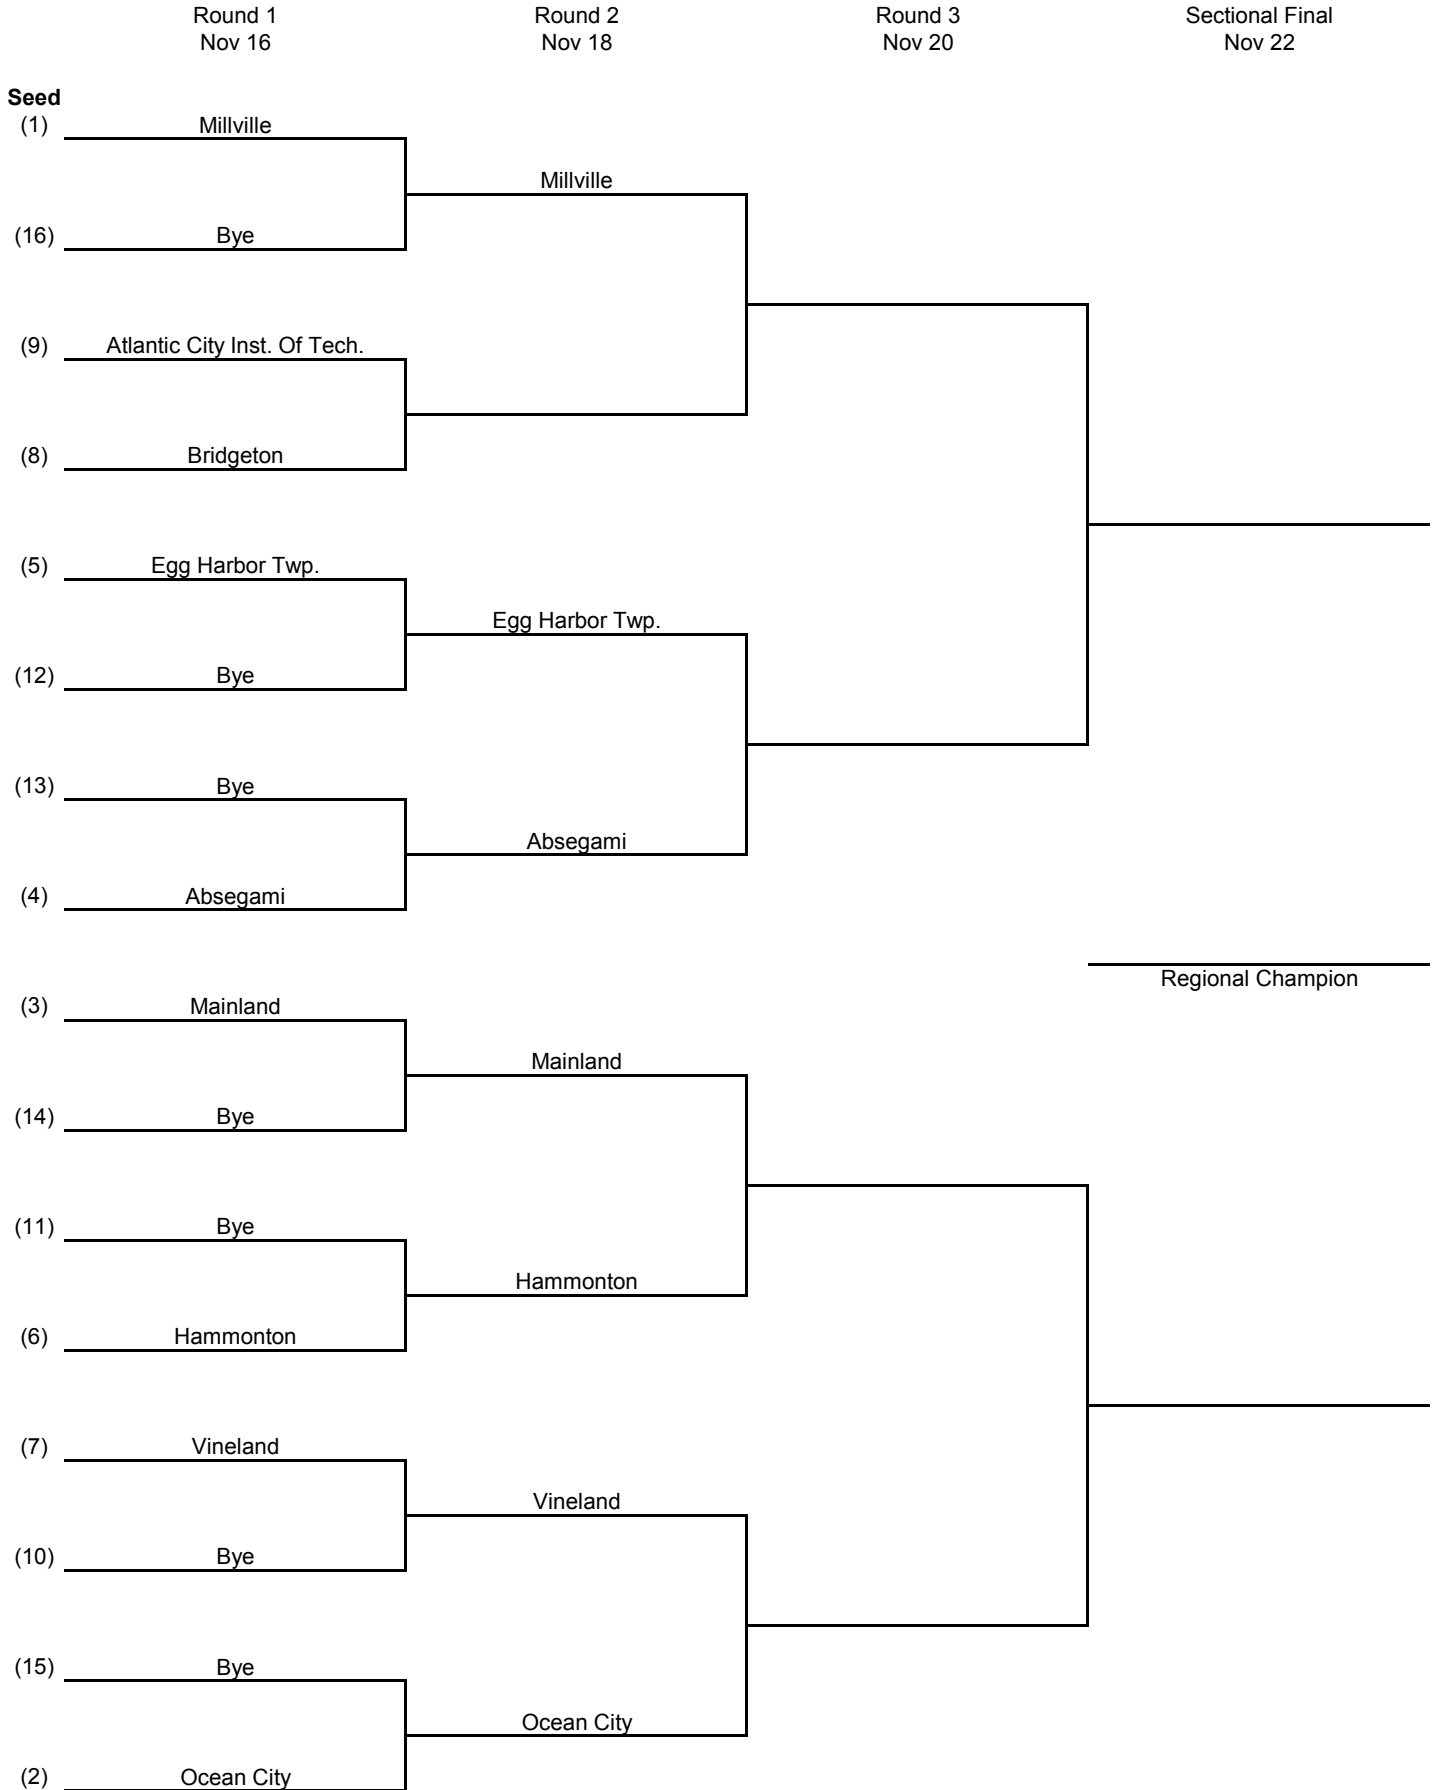 Round 1 Round 2 Round 3 Sectional Final
Nov 16 Nov 18 Nov 20 Nov 22
Seed
(1) Millville
Millville
(16) Bye
(9) Atlantic City Inst. Of Tech.
(8) Bridgeton
(5) Egg Harbor Twp.
Egg Harbor Twp.
(12) Bye
(13) Bye
Absegami
(4) Absegami
Regional Champion
(3) Mainland
Mainland
(14) Bye
(11) Bye
Hammonton
(6) Hammonton
(7) Vineland
Vineland
(10) Bye
(15) Bye
Ocean City
(2) Ocean City